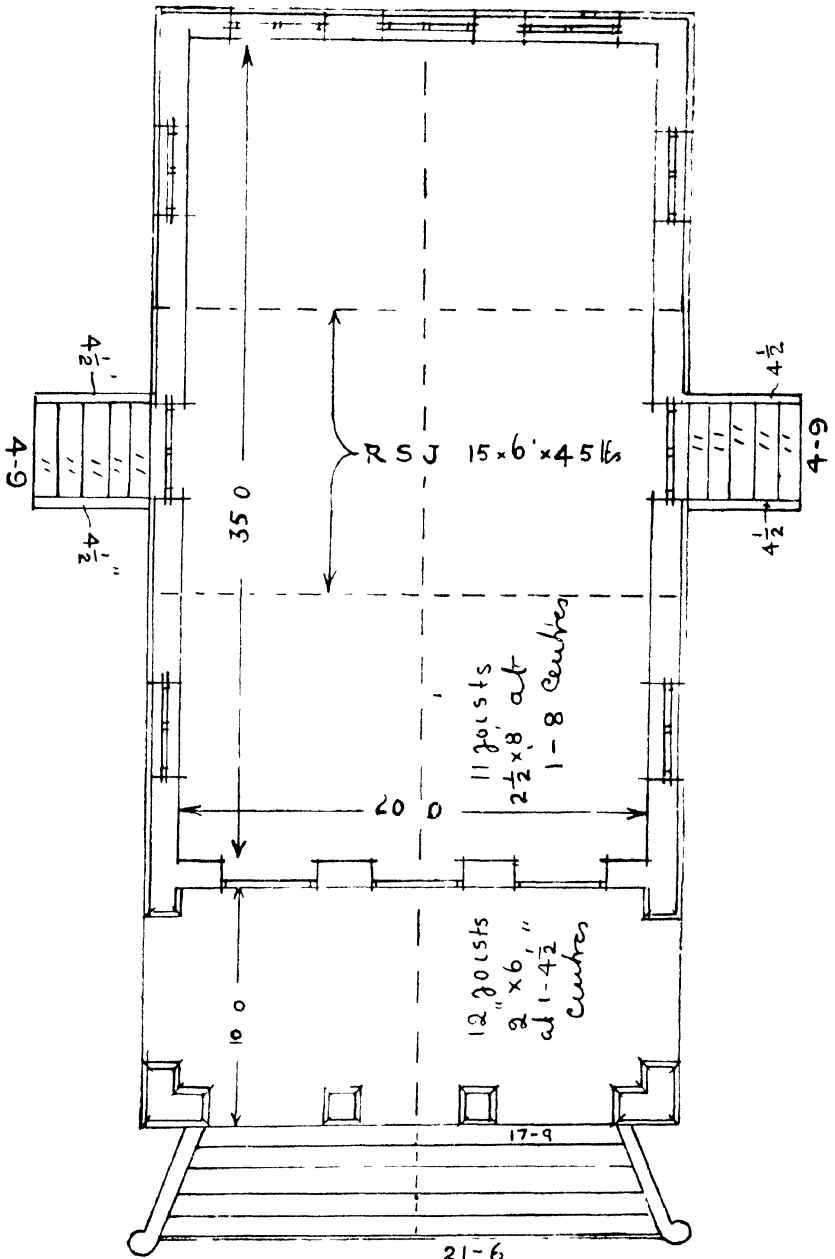 4½'
4½
4-9
4-9
4½"
4½
" " " " "
" " " " "
R S J 15 × 6' × 45 lbs
35 0
11 Joists
2½ × 8" at
1-8 Centres
20 0
12 Joists
2" × 6"
at 1-4½"
Centres
10 0
17-9
21-6